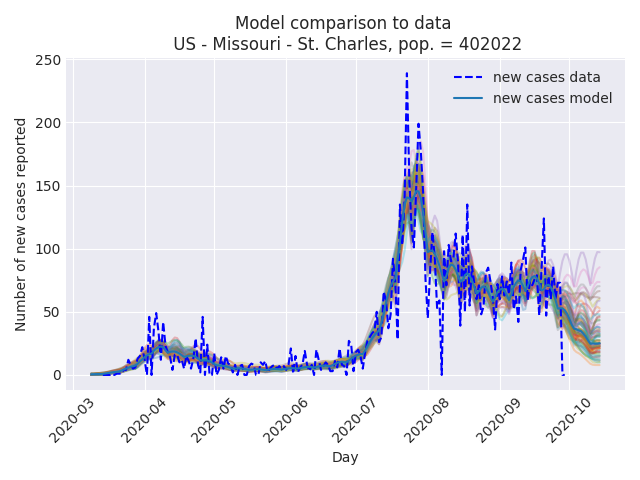 Model comparison to data
US - Missouri - St. Charles, pop. = 402022
new cases data
new cases model
Number of new cases reported
250
200
150
100
50
0
2020-03
2020-04
2020-05
2020-06
2020-07
2020-08
2020-09
2020-10
Day